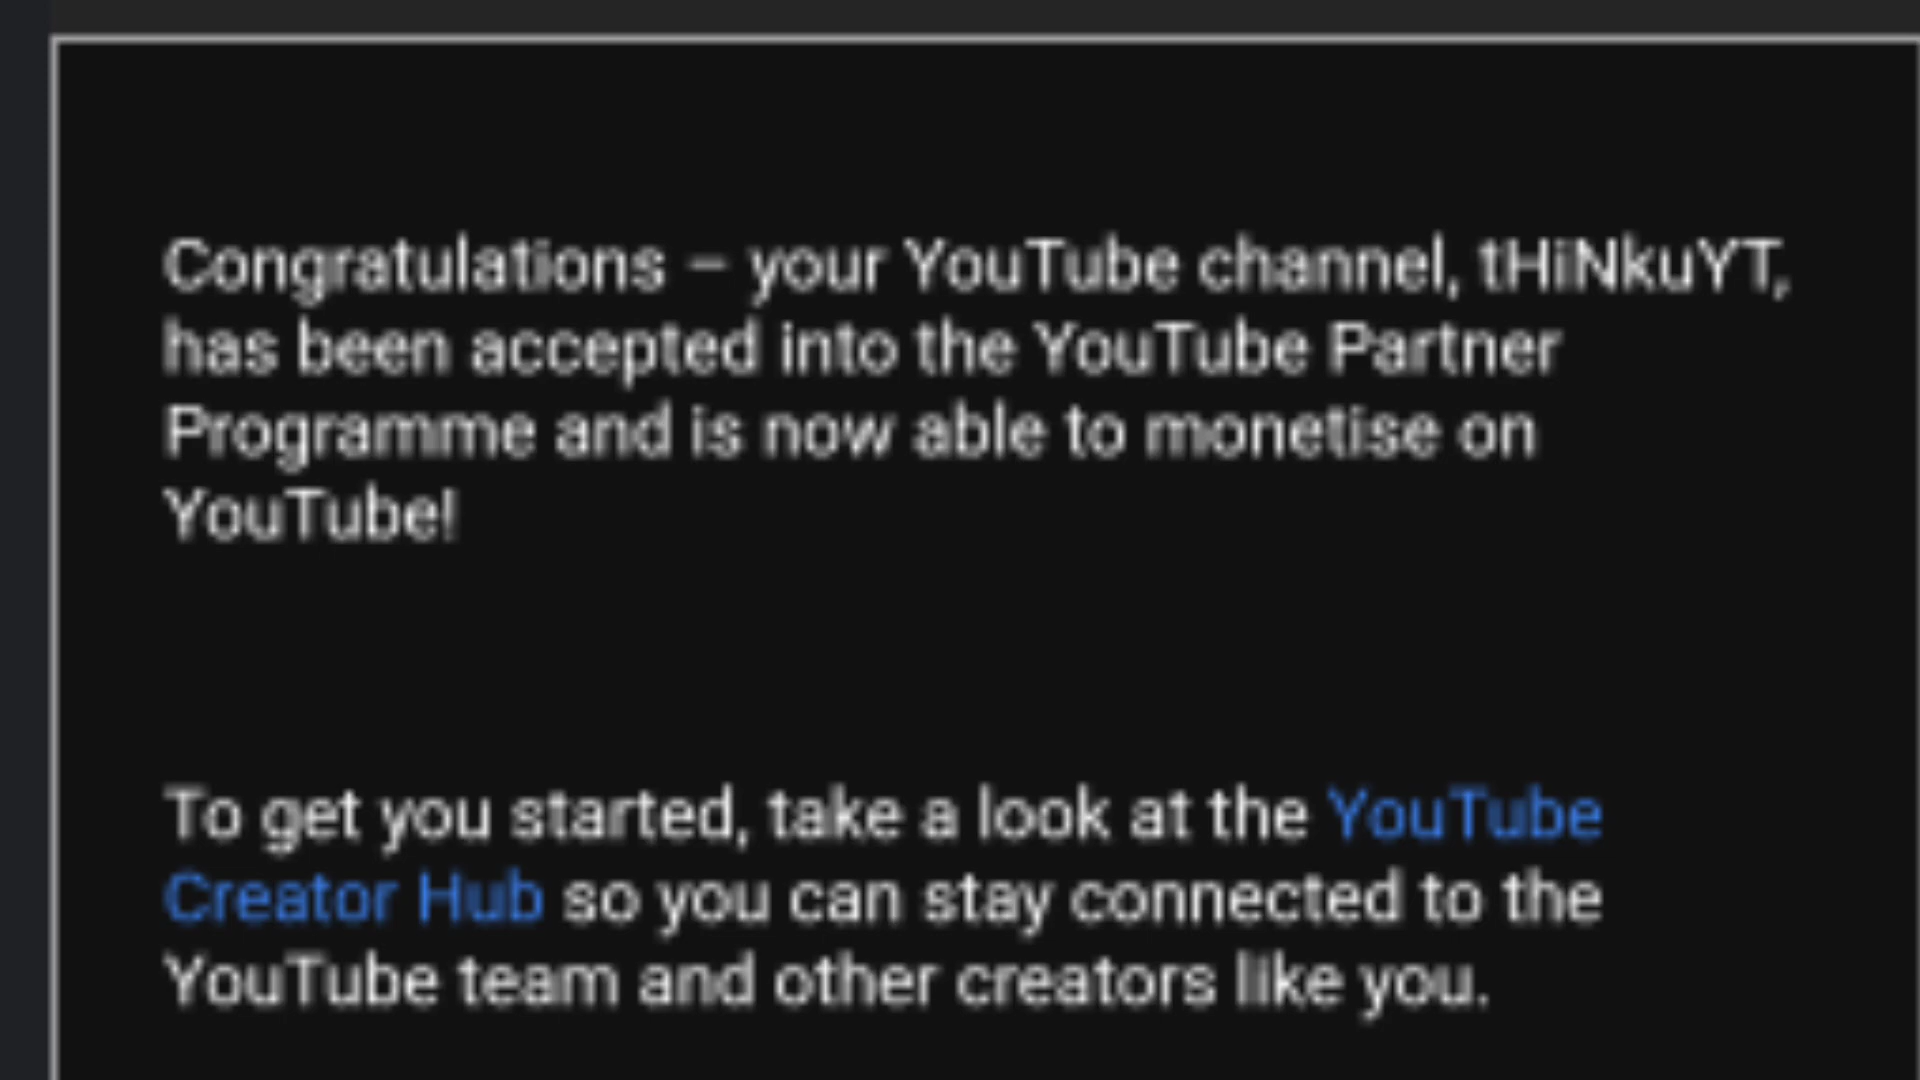 Congratulations – your YouTube channel, tHiNkuYT,
has been accepted into the YouTube Partner
Programme and is now able to monetise on
YouTube!
To get you started, take a look at the YouTube
Creator Hub so you can stay connected to the
YouTube team and other creators like you.